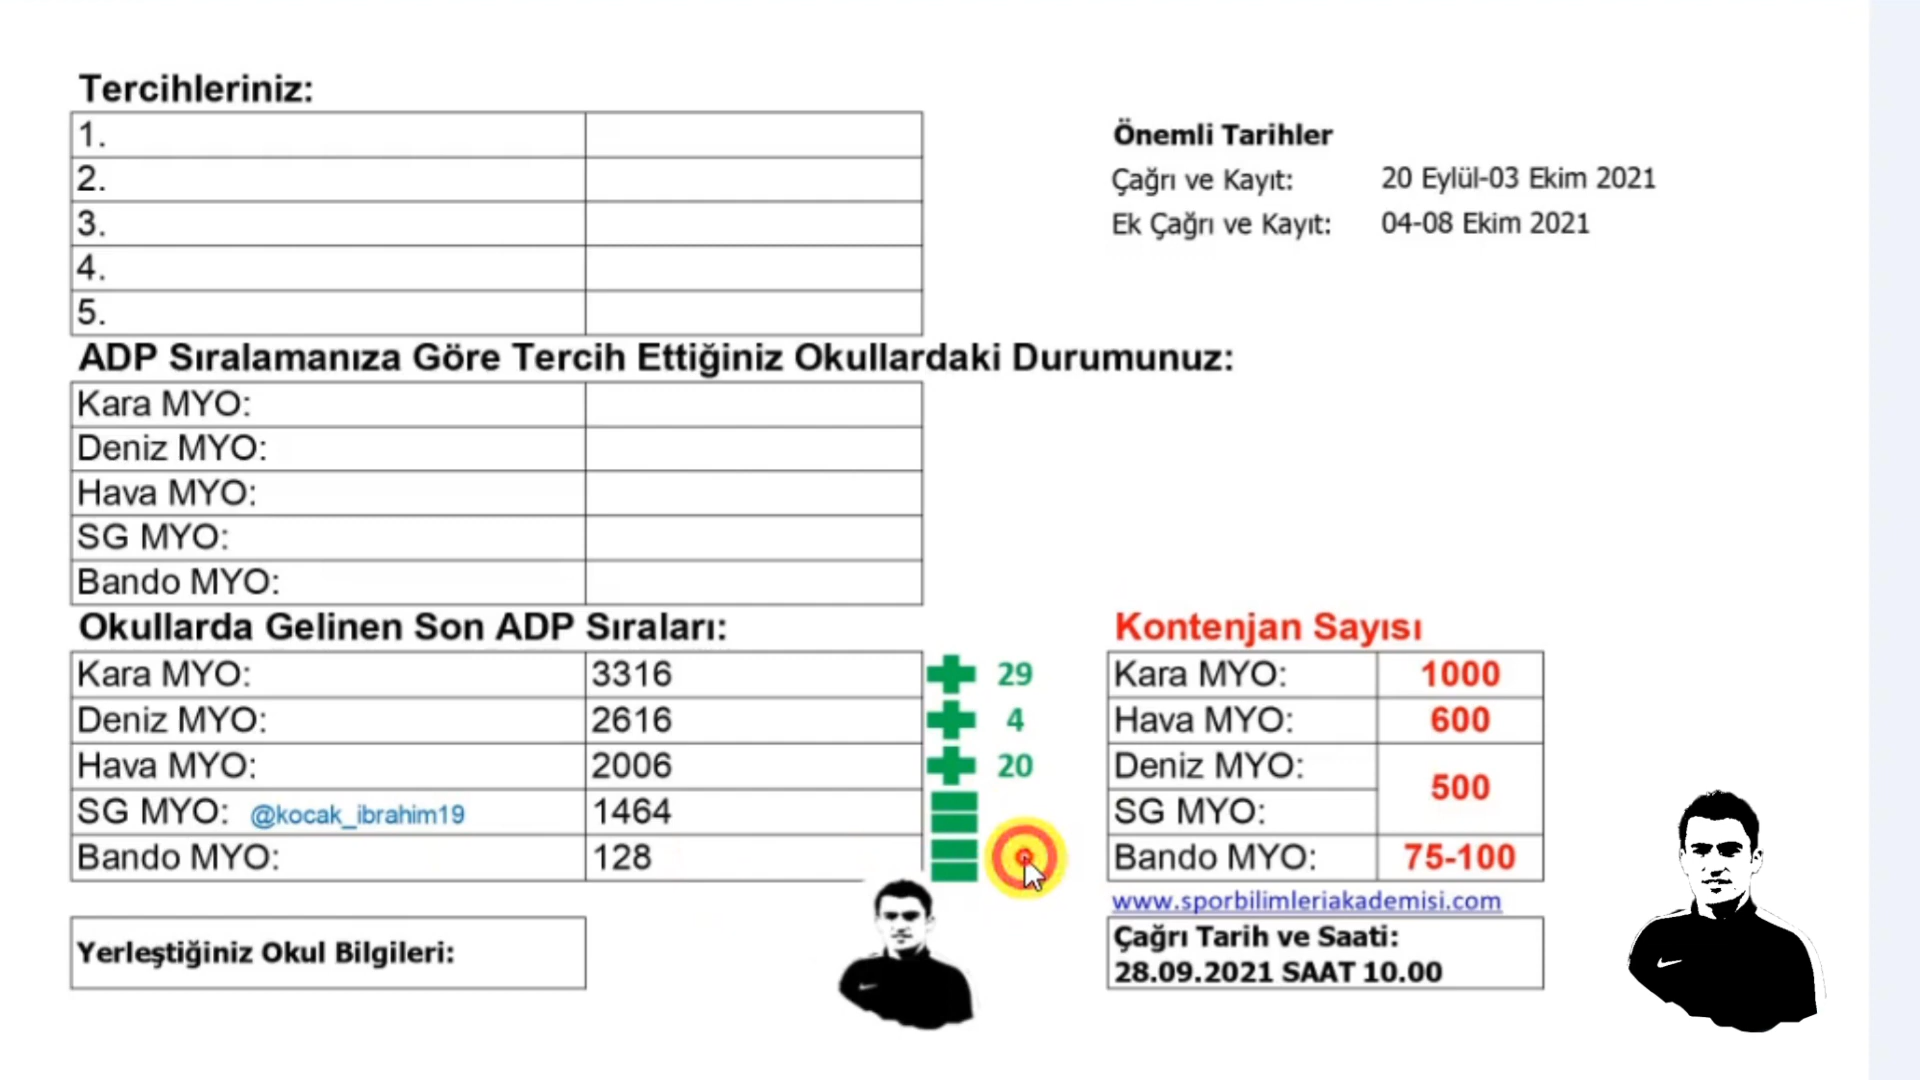 Tercihleriniz:
1.
2.
3.
4.
5.
Önemli Tarihler
Çağrı ve Kayıt: 20 Eylül-03 Ekim 2021
Ek Çağrı ve Kayıt: 04-08 Ekim 2021
ADP Sıralamanıza Göre Tercih Ettiğiniz Okullardaki Durumunuz:
Kara MYO:
Deniz MYO:
Hava MYO:
SG MYO:
Bando MYO:
Okullarda Gelinen Son ADP Sıraları:
Kara MYO: 3316 + 29
Deniz MYO: 2616 + 4
Hava MYO: 2006 + 20
SG MYO: @kocak_ibrahim19 1464 =
Bando MYO: 128 =
Kontenjan Sayısı
Kara MYO: 1000
Hava MYO: 600
Deniz MYO: 500
SG MYO:
Bando MYO: 75-100
www.sporbilimleriakademisi.com
Yerleştiğiniz Okul Bilgileri:
Çağrı Tarih ve Saati:
28.09.2021 SAAT 10.00